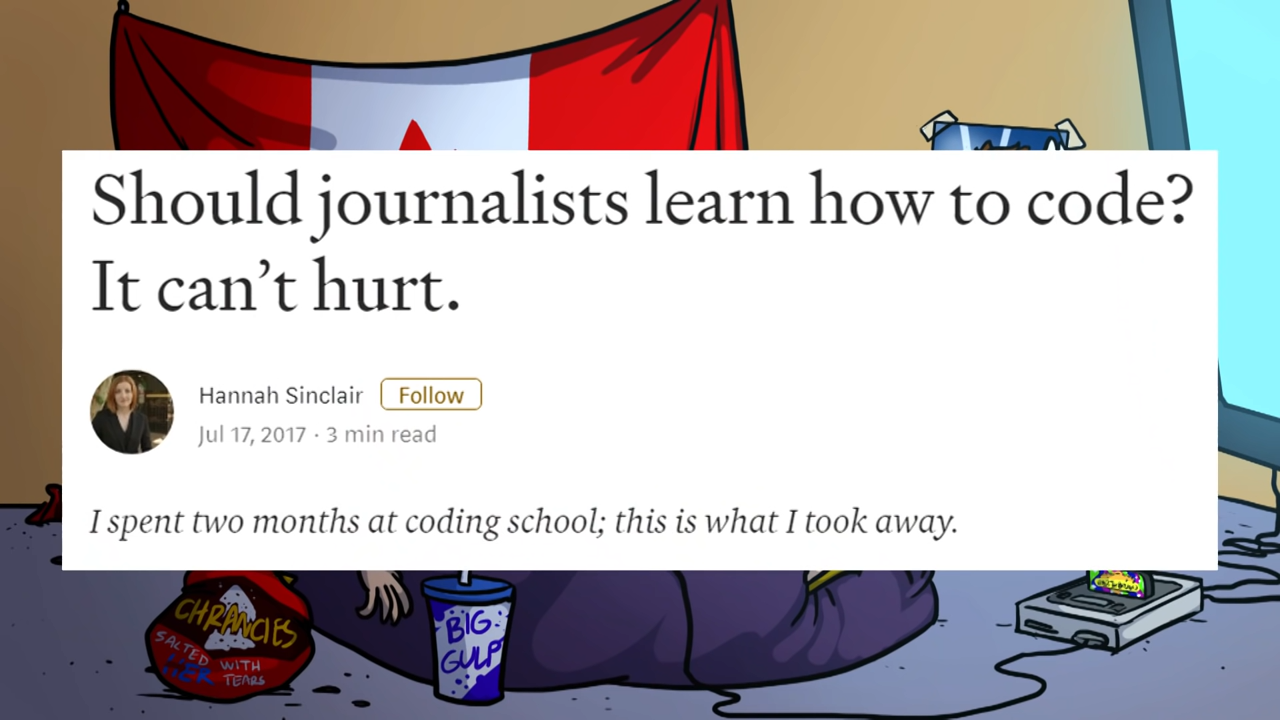 Should journalists learn how to code?
It can't hurt.
Hannah Sinclair Follow
Jul 17, 2017 · 3 min read
I spent two months at coding school; this is what I took away.
CHRANCIES
SALTED WITH
HER TEARS
BIG
GULP